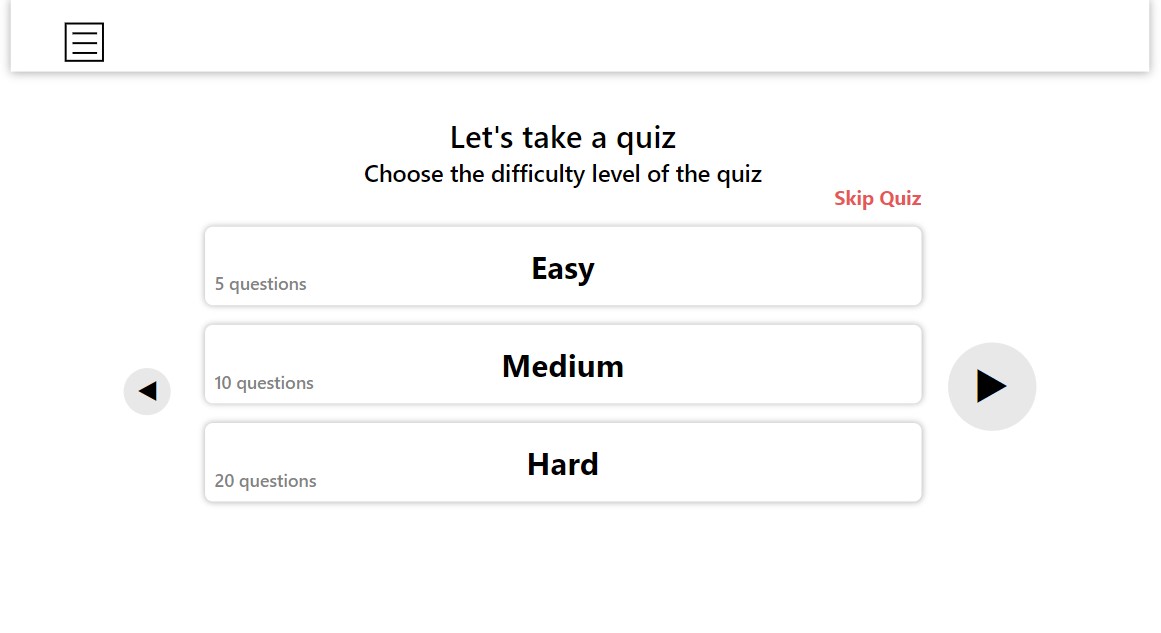 Let's take a quiz
Choose the difficulty level of the quiz
Skip Quiz
Easy
5 questions
Medium
10 questions
Hard
20 questions